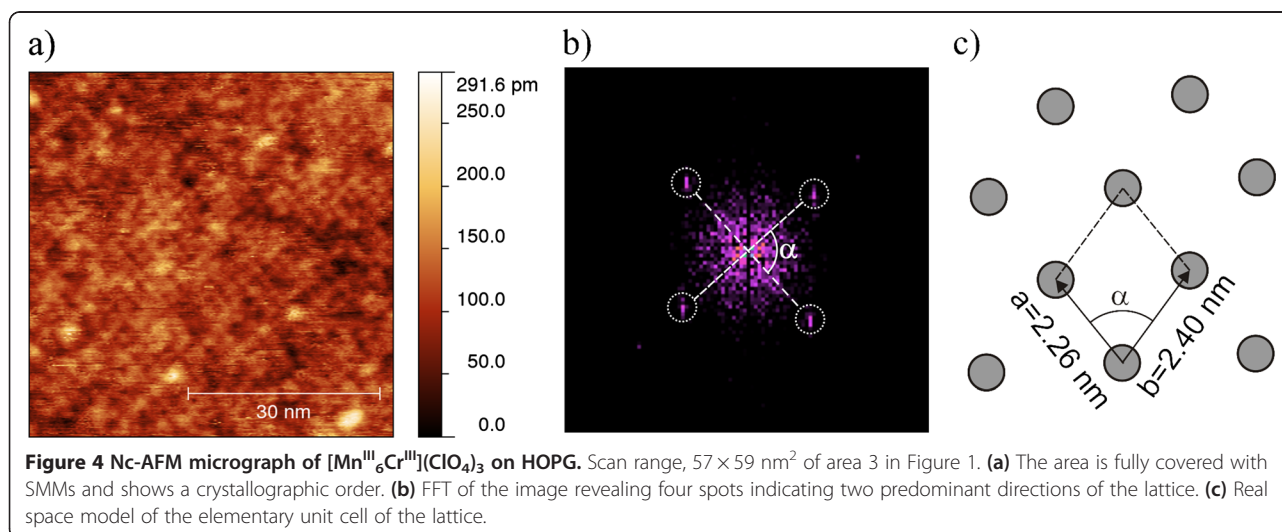 a)
b)
c)
291.6 pm
250.0
200.0
150.0
100.0
50.0
0.0
30 nm
α
α
a=2.26 nm
b=2.40 nm
Figure 4 Nc-AFM micrograph of [Mnᴵᴵᴵ₆Crᴵᴵᴵ](ClO₄)₃ on HOPG. Scan range, 57 × 59 nm² of area 3 in Figure 1. (a) The area is fully covered with
SMMs and shows a crystallographic order. (b) FFT of the image revealing four spots indicating two predominant directions of the lattice. (c) Real
space model of the elementary unit cell of the lattice.